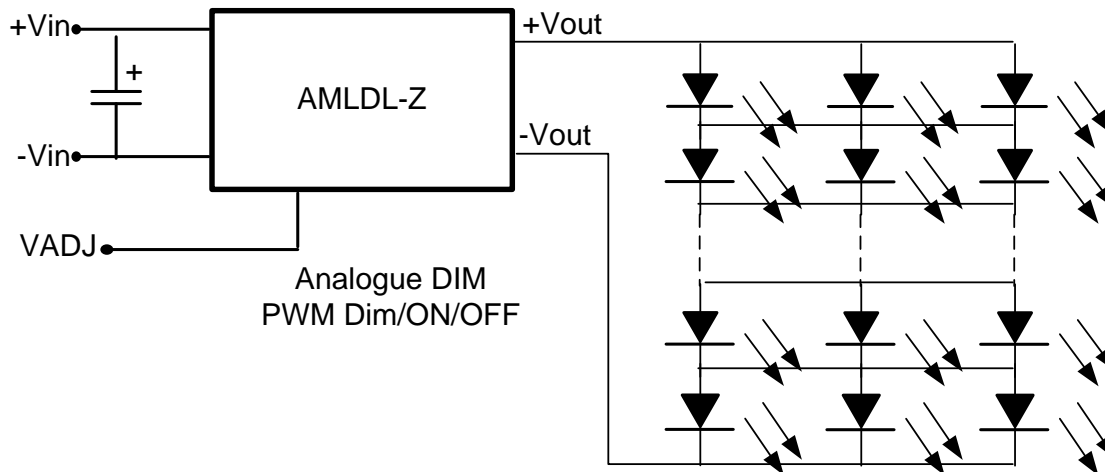 +Vin
+
-Vin
VADJ
AMLDL-Z
+Vout
-Vout
Analogue DIM
PWM Dim/ON/OFF